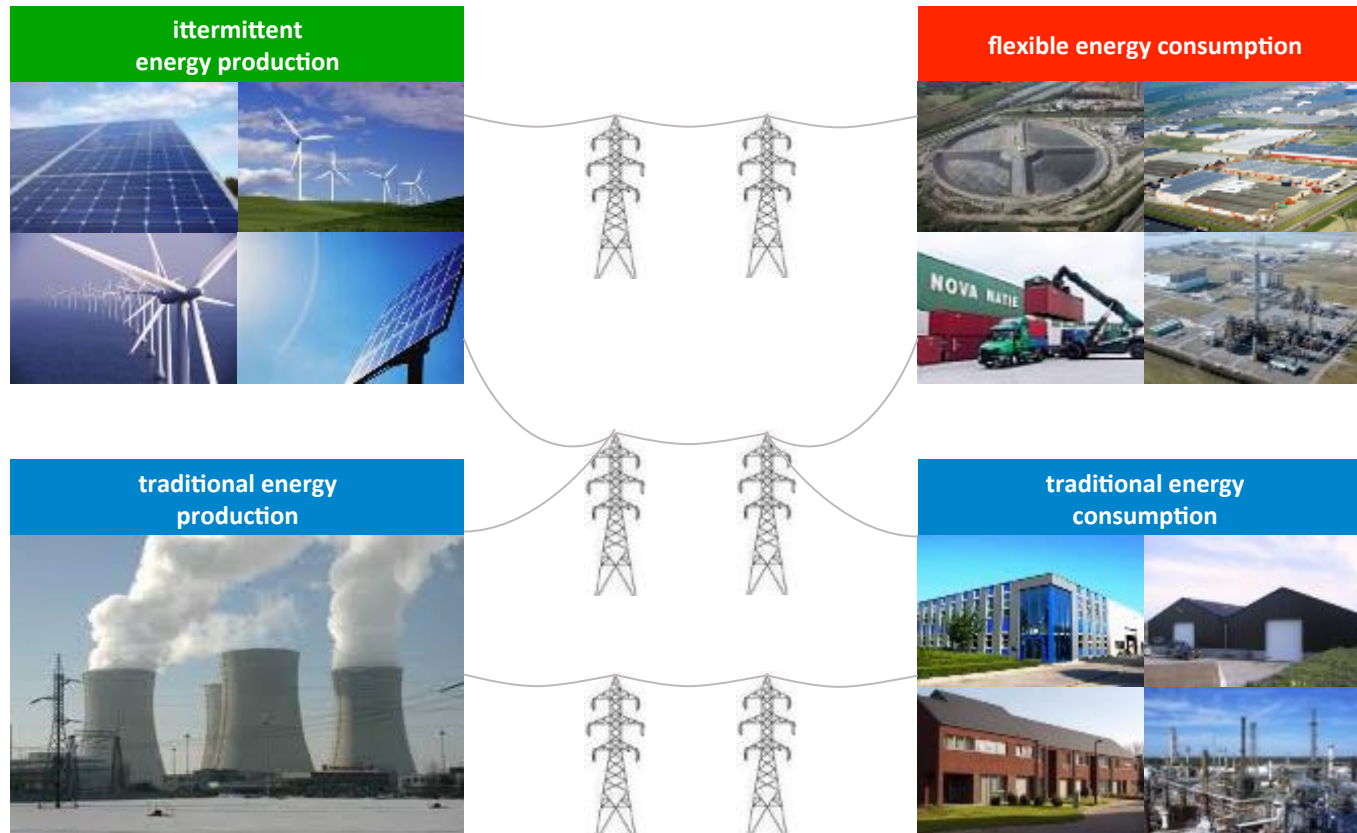 ittermittent
energy production
flexible energy consumption
NOVA NATIE
traditional energy
production
traditional energy
consumption